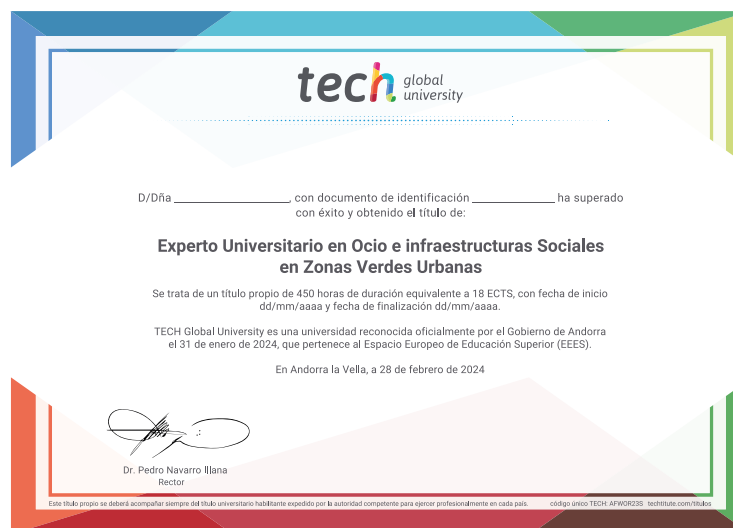 tech global university
D/Dña ______________, con documento de identificación ______________ ha superado
con éxito y obtenido el título de:
Experto Universitario en Ocio e infraestructuras Sociales
en Zonas Verdes Urbanas
Se trata de un título propio de 450 horas de duración equivalente a 18 ECTS, con fecha de inicio
dd/mm/aaaa y fecha de finalización dd/mm/aaaa.
TECH Global University es una universidad reconocida oficialmente por el Gobierno de Andorra
el 31 de enero de 2024, que pertenece al Espacio Europeo de Educación Superior (EEES).
En Andorra la Vella, a 28 de febrero de 2024
Dr. Pedro Navarro Illana
Rector
Este título propio se deberá acompañar siempre del título universitario habilitante expedido por la autoridad competente para ejercer profesionalmente en cada país. código único TECH: AFWOR23S techtitute.com/titulos